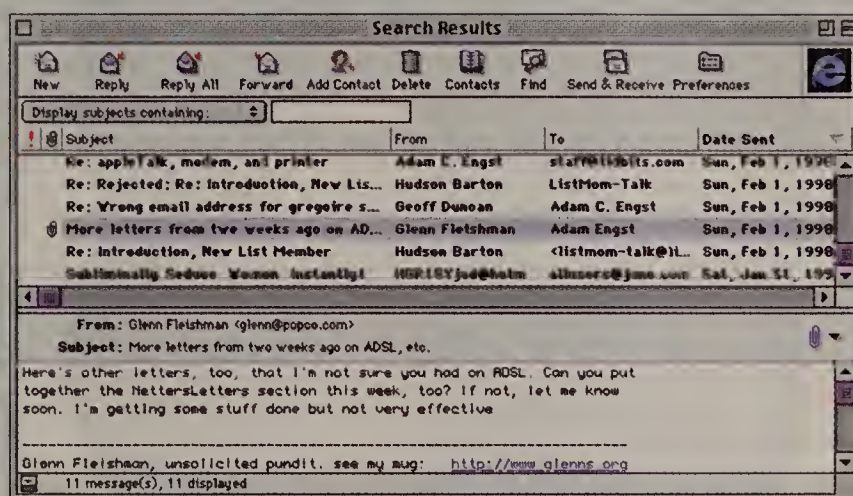 Search Results
New Reply Reply All Forward Add Contact Delete Contacts Find Send & Receive Preferences
Display subjects containing:
! Subject From To Date Sent
Re: appleTalk, modem, and printer Adam C. Engst staff@tidbits.com Sun, Feb 1, 1998
Re: Rejected: Re: Introduction, New Lis... Hudson Barton ListMom-Talk Sun, Feb 1, 1998
Re: Wrong email address for gregoire s... Geoff Duncan Adam C. Engst Sun, Feb 1, 1998
More letters from two weeks ago on AD... Glenn Fleishman Adam Engst Sun, Feb 1, 1998
Re: Introduction, New List Member Hudson Barton <listmom-talk@li... Sun, Feb 1, 1998
Subliminally Seduce Women Instantly! Sat, Jan 31, 199
From: Glenn Fleishman <glenn@popco.com>
Subject: More letters from two weeks ago on ADSL, etc.
Here's other letters, too, that I'm not sure you had on ADSL. Can you put
together the NettersLetters section this week, too? If not, let me know
soon. I'm getting some stuff done but not very effective
Glenn Fleishman, unsolicited pundit. see my mug: http://www.glenns.org
11 message(s), 11 displayed